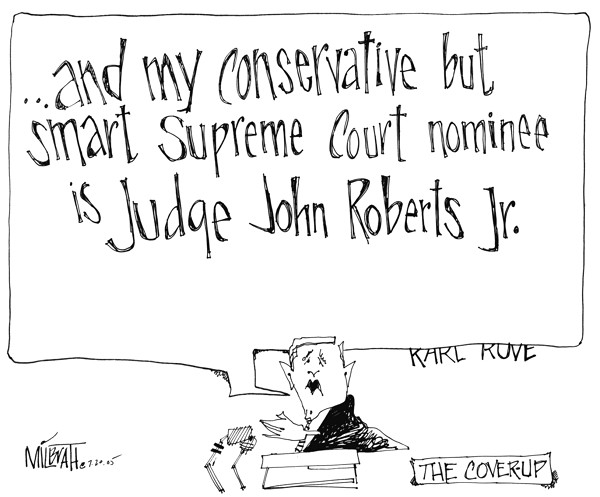 ...and my conservative but
smart Supreme Court nominee
is Judge John Roberts Jr.
KARL ROVE
MILBRATH
7.20.05
THE COVERUP